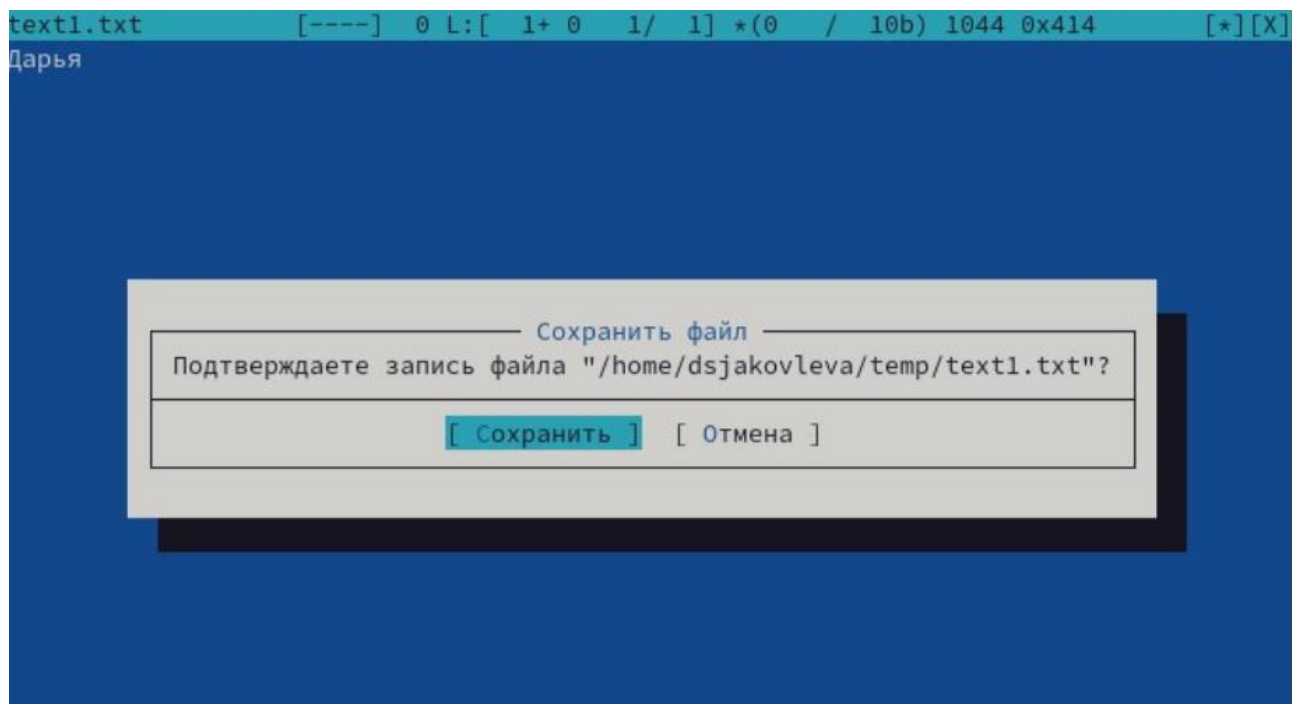 text1.txt [----] 0 L:[ 1+ 0 1/ 1] *(0 / 10b) 1044 0x414 [*][X]
Дарья
Сохранить файл
Подтверждаете запись файла "/home/dsjakovleva/temp/text1.txt"?
[ Сохранить ] [ Отмена ]